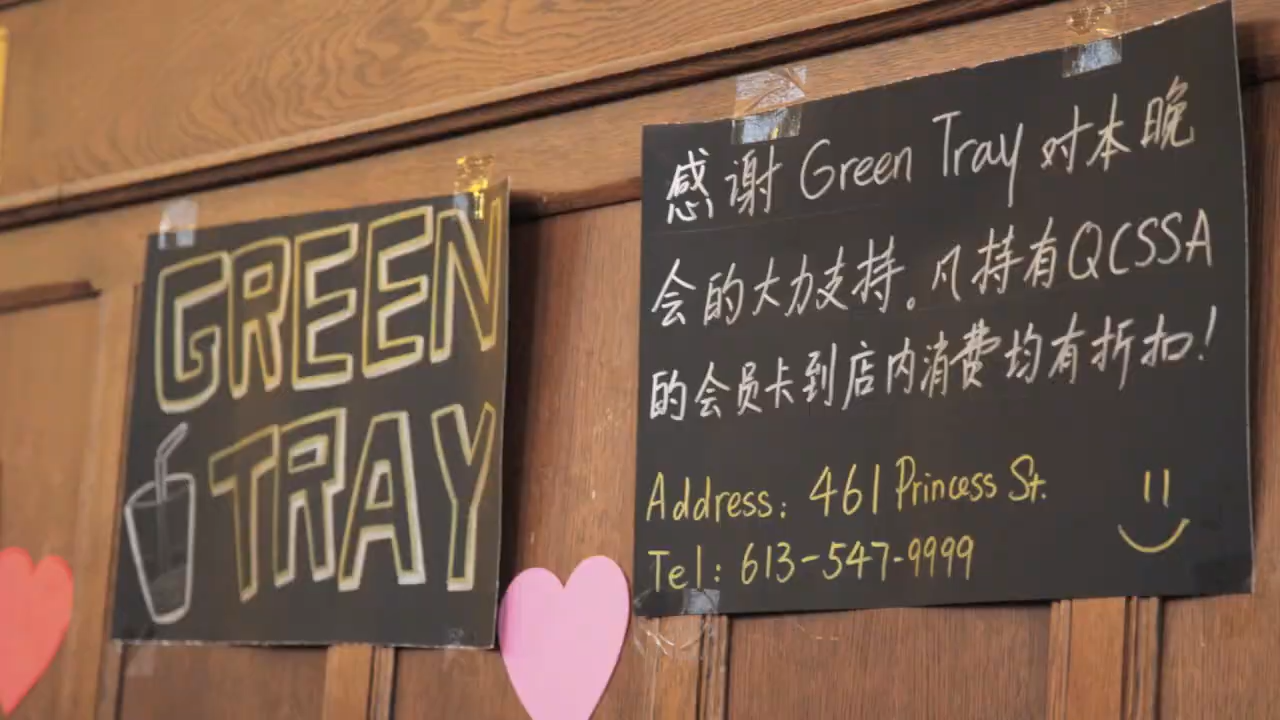 GREEN
TRAY
感谢 Green Tray 对本晚
会的大力支持。凡持有QCSSA
的会员卡到店内消费均有折扣!
Address: 461 Princess St.
Tel: 613-547-9999